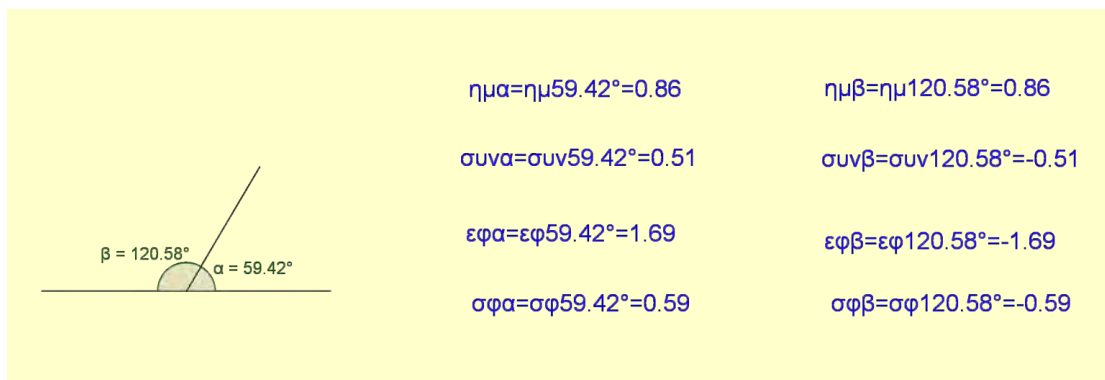 ημα=ημ59.42°=0.86
ημβ=ημ120.58°=0.86
συνα=συν59.42°=0.51
συνβ=συν120.58°=-0.51
εφα=εφ59.42°=1.69
εφβ=εφ120.58°=-1.69
β = 120.58°
α = 59.42°
σφα=σφ59.42°=0.59
σφβ=σφ120.58°=-0.59